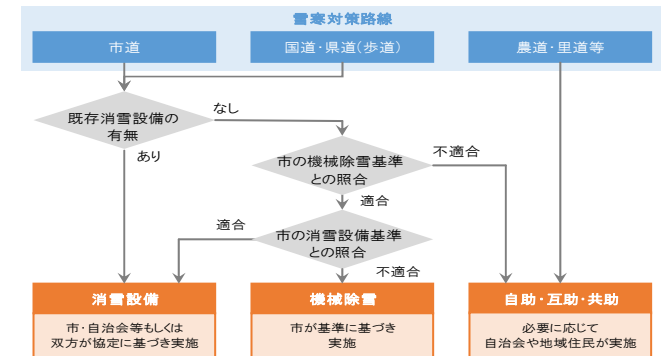 雪寒対策路線
市道
国道・県道(歩道)
農道・里道等
既存消雪設備の
有無
なし
あり
市の機械除雪基準
との照合
不適合
適合
市の消雪設備基準
との照合
適合
不適合
消雪設備
市・自治会等もしくは
双方が協定に基づき実施
機械除雪
市が基準に基づき
実施
自助・互助・共助
必要に応じて
自治会や地域住民が実施